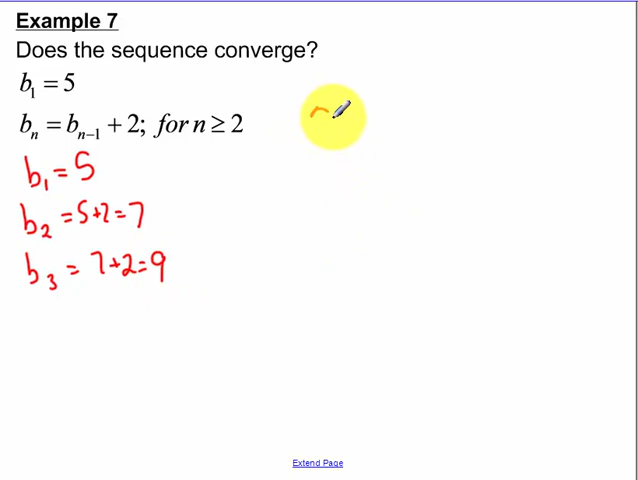 Example 7
Does the sequence converge?
b₁ = 5
bₙ = bₙ₋₁ + 2; for n ≥ 2
b₁ = 5
b₂ = 5+2 = 7
b₃ = 7+2 = 9
Extend Page